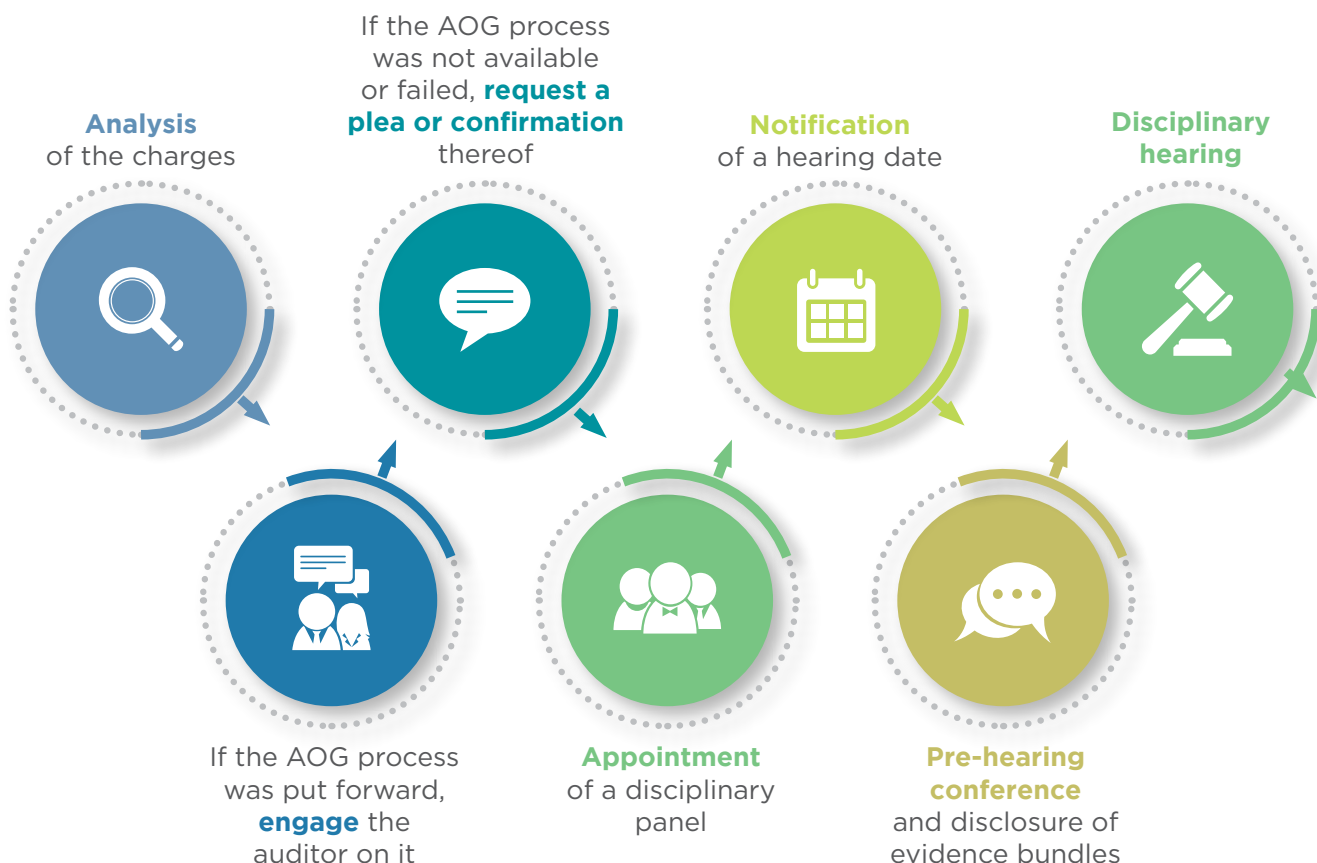 Analysis
of the charges
If the AOG process
was put forward,
engage the
auditor on it
If the AOG process
was not available
or failed, request a
plea or confirmation
thereof
Appointment
of a disciplinary
panel
Notification
of a hearing date
Pre-hearing
conference
and disclosure of
evidence bundles
Disciplinary
hearing